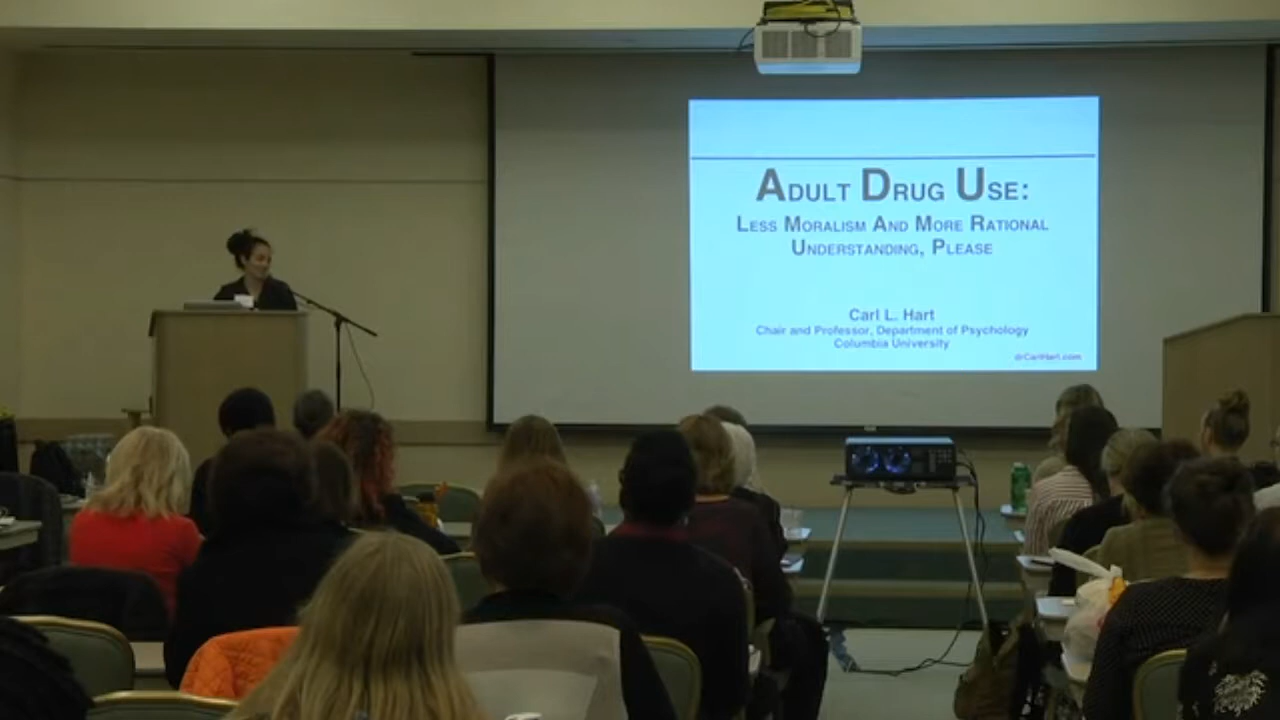 ADULT DRUG USE:
LESS MORALISM AND MORE RATIONAL
UNDERSTANDING, PLEASE
Carl L. Hart
Chair and Professor, Department of Psychology
Columbia University
drCarlHart.com